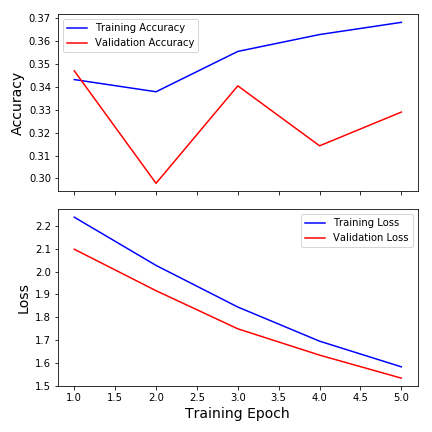 0.37
0.36
0.35
0.34
0.33
0.32
0.31
0.30
Accuracy
Training Accuracy
Validation Accuracy
2.2
2.1
2.0
1.9
1.8
1.7
1.6
1.5
Loss
Training Loss
Validation Loss
1.0 1.5 2.0 2.5 3.0 3.5 4.0 4.5 5.0
Training Epoch